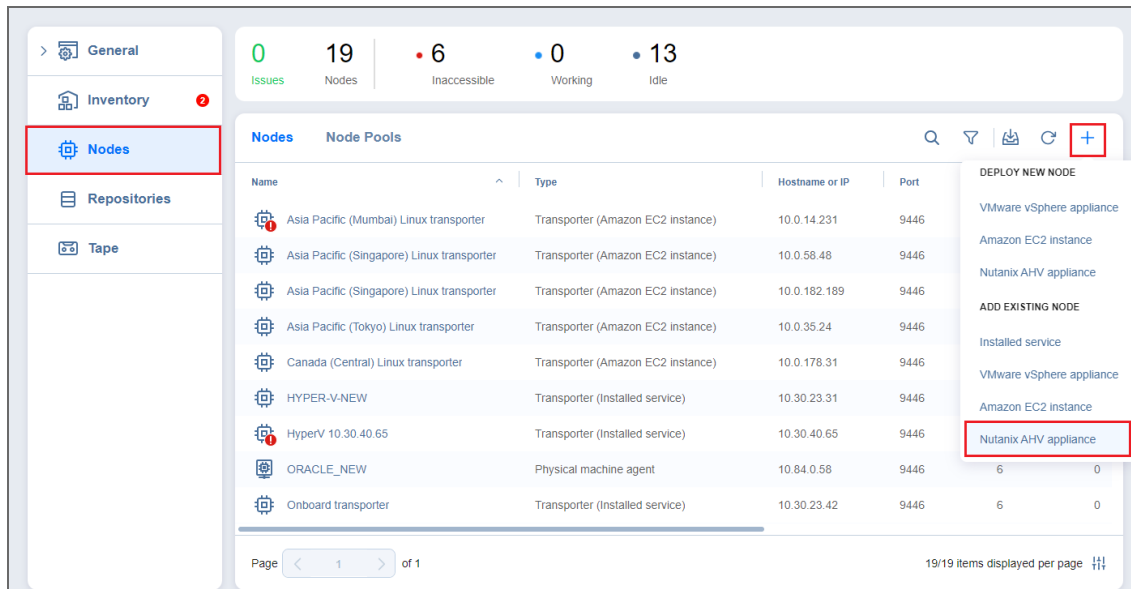 General
Inventory 2
Nodes
Repositories
Tape
0 19 6 0 13
Issues Nodes Inaccessible Working Idle
Nodes Node Pools
Name Type Hostname or IP Port
Asia Pacific (Mumbai) Linux transporter Transporter (Amazon EC2 instance) 10.0.14.231 9446
Asia Pacific (Singapore) Linux transporter Transporter (Amazon EC2 instance) 10.0.58.48 9446
Asia Pacific (Singapore) Linux transporter Transporter (Amazon EC2 instance) 10.0.182.189 9446
Asia Pacific (Tokyo) Linux transporter Transporter (Amazon EC2 instance) 10.0.35.24 9446
Canada (Central) Linux transporter Transporter (Amazon EC2 instance) 10.0.178.31 9446
HYPER-V-NEW Transporter (Installed service) 10.30.23.31 9446
HyperV 10.30.40.65 Transporter (Installed service) 10.30.40.65 9446
ORACLE_NEW Physical machine agent 10.84.0.58 9446 6 0
Onboard transporter Transporter (Installed service) 10.30.23.42 9446 6 0
DEPLOY NEW NODE
VMware vSphere appliance
Amazon EC2 instance
Nutanix AHV appliance
ADD EXISTING NODE
Installed service
VMware vSphere appliance
Amazon EC2 instance
Nutanix AHV appliance
Page 1 of 1 19/19 items displayed per page